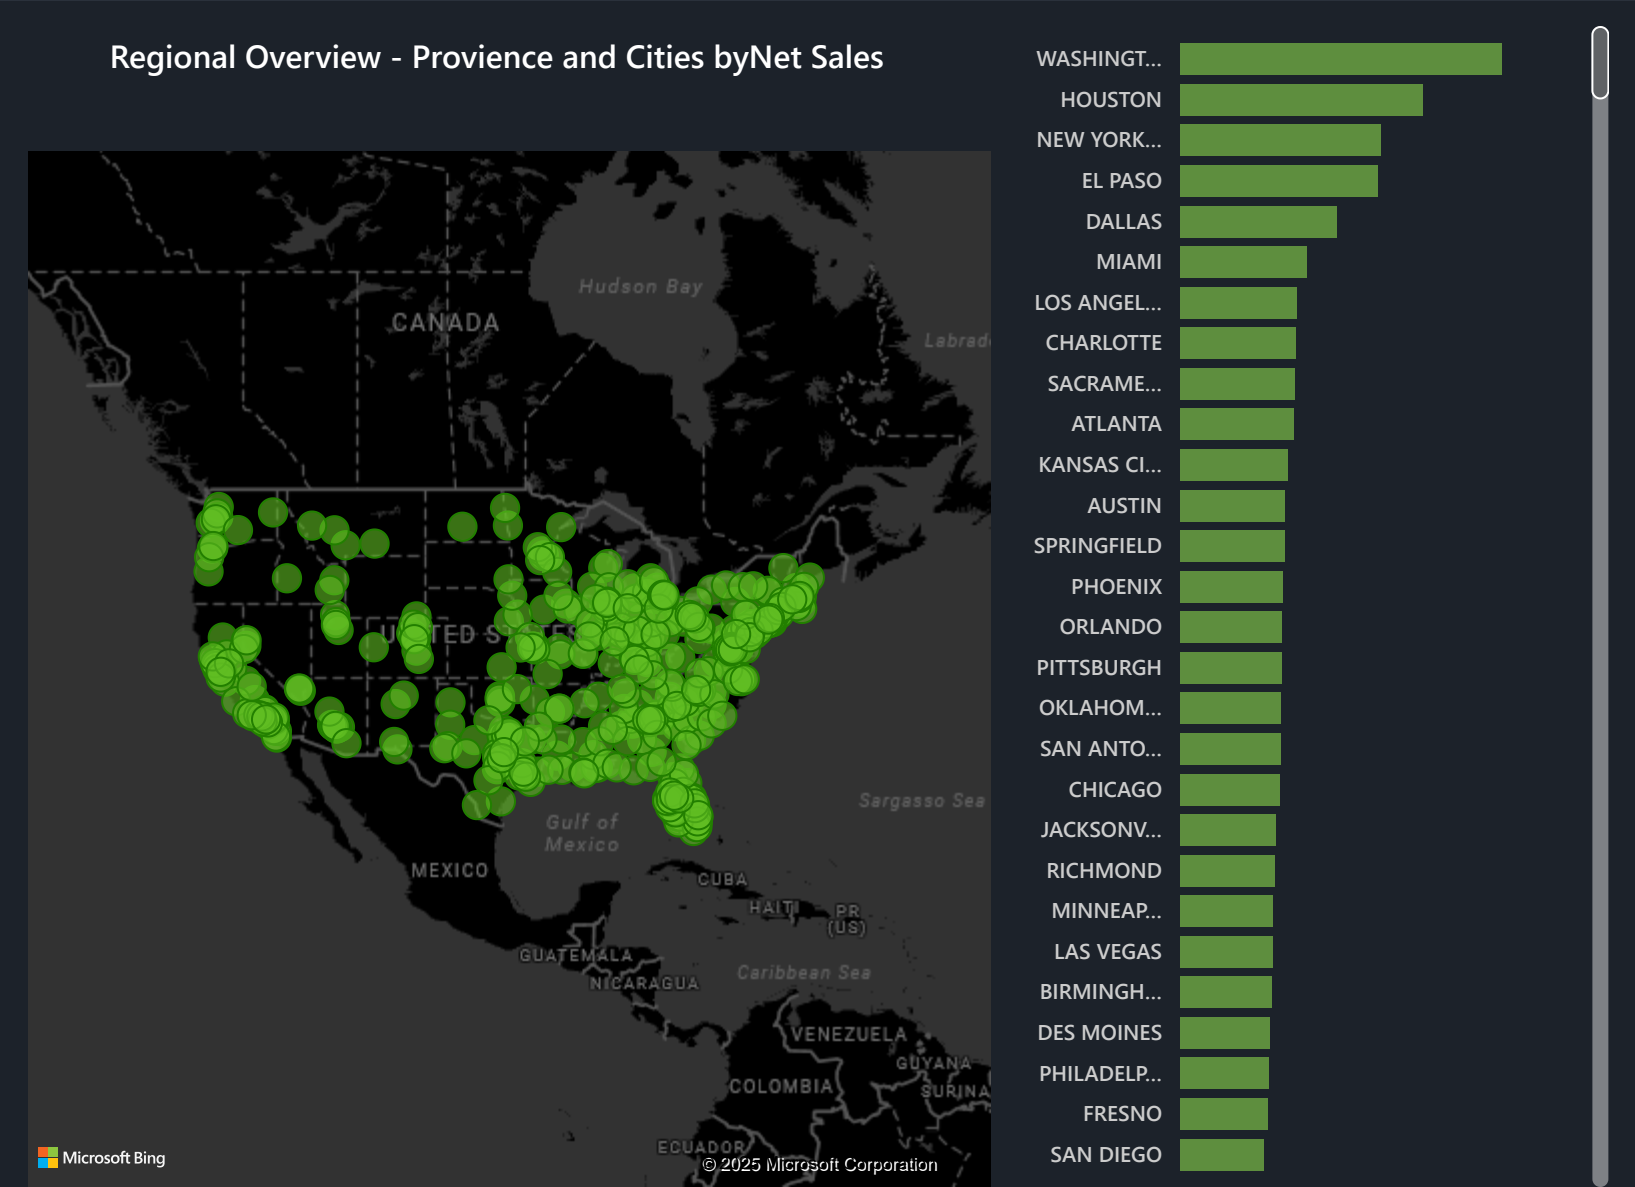 Regional Overview - Provience and Cities byNet Sales
Hudson Bay
CANADA
Labrad
UNITED STATES
Sargasso Sea
Gulf of
Mexico
MEXICO
CUBA
HAITI
PR
(US)
GUATEMALA
NICARAGUA
Caribbean Sea
VENEZUELA
GUYANA
COLOMBIA
SURINA
ECUADOR
Microsoft Bing
© 2025 Microsoft Corporation
WASHINGT...
HOUSTON
NEW YORK...
EL PASO
DALLAS
MIAMI
LOS ANGEL...
CHARLOTTE
SACRAME...
ATLANTA
KANSAS CI...
AUSTIN
SPRINGFIELD
PHOENIX
ORLANDO
PITTSBURGH
OKLAHOM...
SAN ANTO...
CHICAGO
JACKSONV...
RICHMOND
MINNEAP...
LAS VEGAS
BIRMINGH...
DES MOINES
PHILADELP...
FRESNO
SAN DIEGO